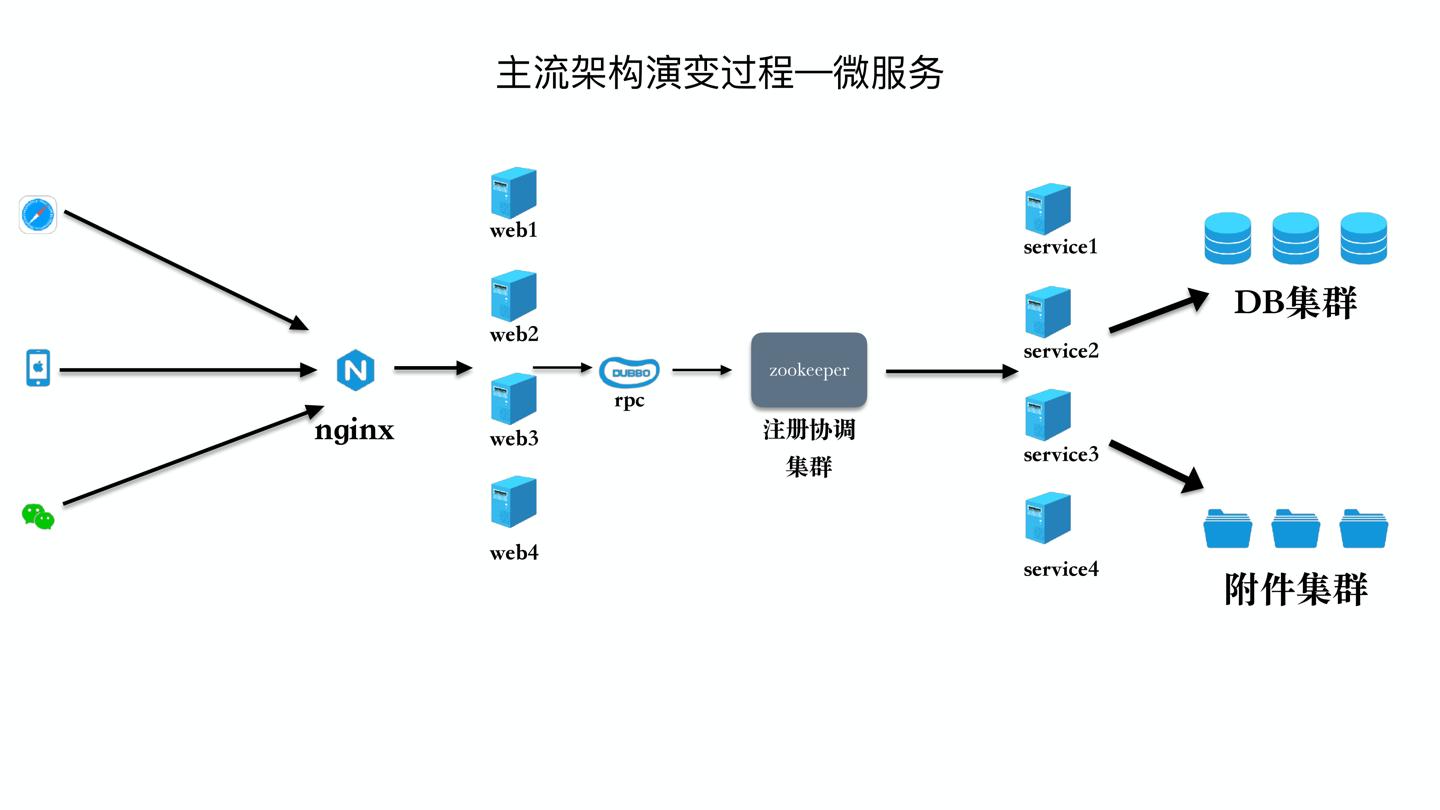 主流架构演变过程—微服务
web1
web2
web3
web4
N
nginx
DUBBO
rpc
zookeeper
注册协调
集群
service1
service2
service3
service4
DB集群
附件集群